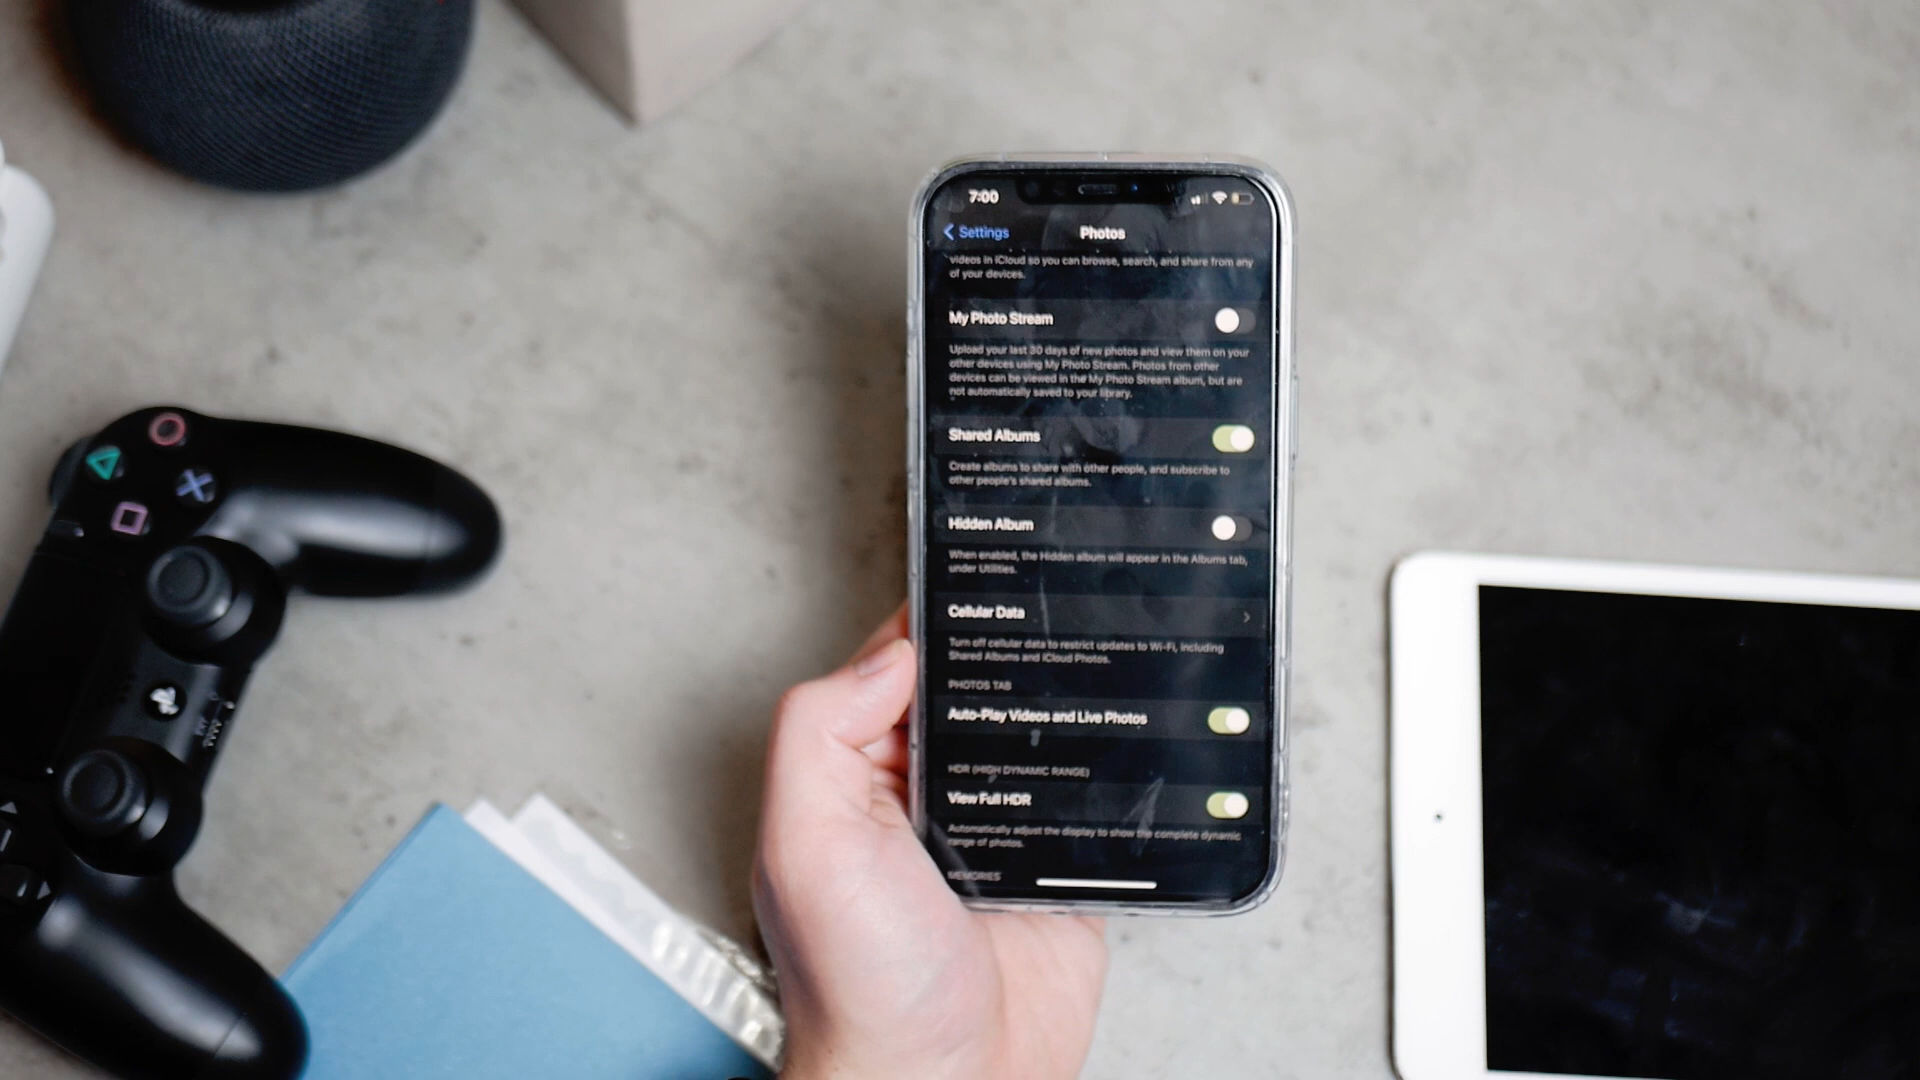 7:00
Settings
Photos
videos in iCloud so you can browse, search, and share from any
of your devices.
My Photo Stream
Upload your last 30 days of new photos and view them on your
other devices using My Photo Stream. Photos from other
devices can be viewed in the My Photo Stream album, but are
not automatically saved to your library.
Shared Albums
Create albums to share with other people, and subscribe to
other people's shared albums.
Hidden Album
When enabled, the Hidden album will appear in the Albums tab,
under Utilities.
Cellular Data
Turn off cellular data to restrict updates to Wi-Fi, including
Shared Albums and iCloud Photos.
PHOTOS TAB
Auto-Play Videos and Live Photos
HDR (HIGH DYNAMIC RANGE)
View Full HDR
Automatically adjust the display to show the complete dynamic
range of photos.
MEMORIES